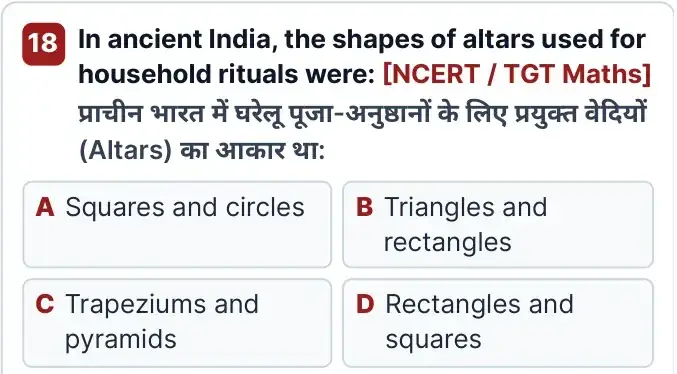 18 In ancient India, the shapes of altars used for
household rituals were: [NCERT / TGT Maths]
प्राचीन भारत में घरेलू पूजा-अनुष्ठानों के लिए प्रयुक्त वेदियों
(Altars) का आकार था:
A Squares and circles
B Triangles and
rectangles
C Trapeziums and
pyramids
D Rectangles and
squares